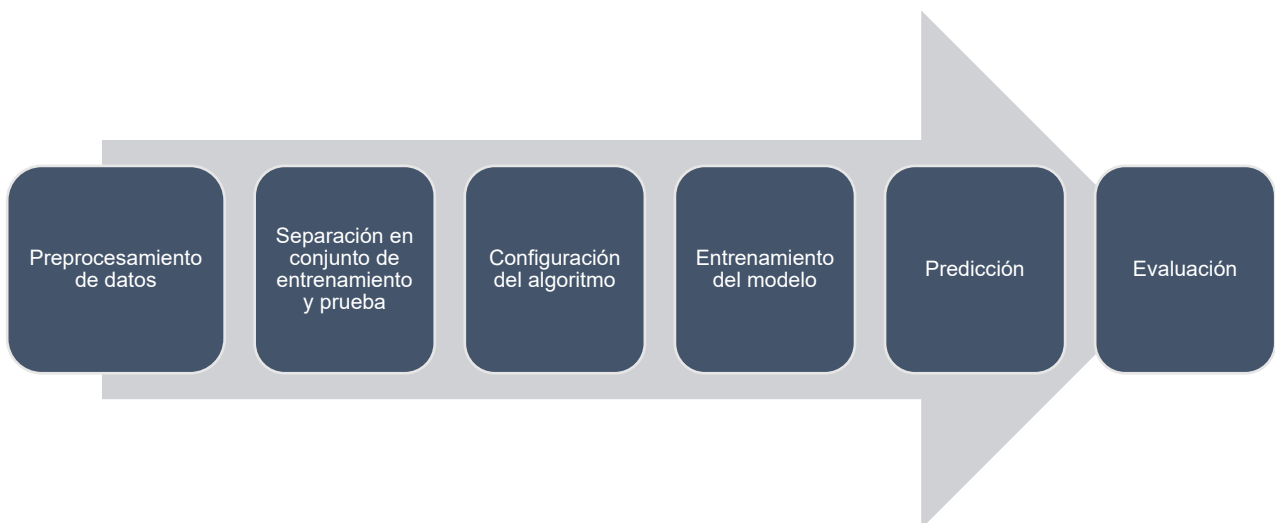 Preprocesamiento
de datos
Separación en
conjunto de
entrenamiento
y prueba
Configuración
del algoritmo
Entrenamiento
del modelo
Predicción
Evaluación